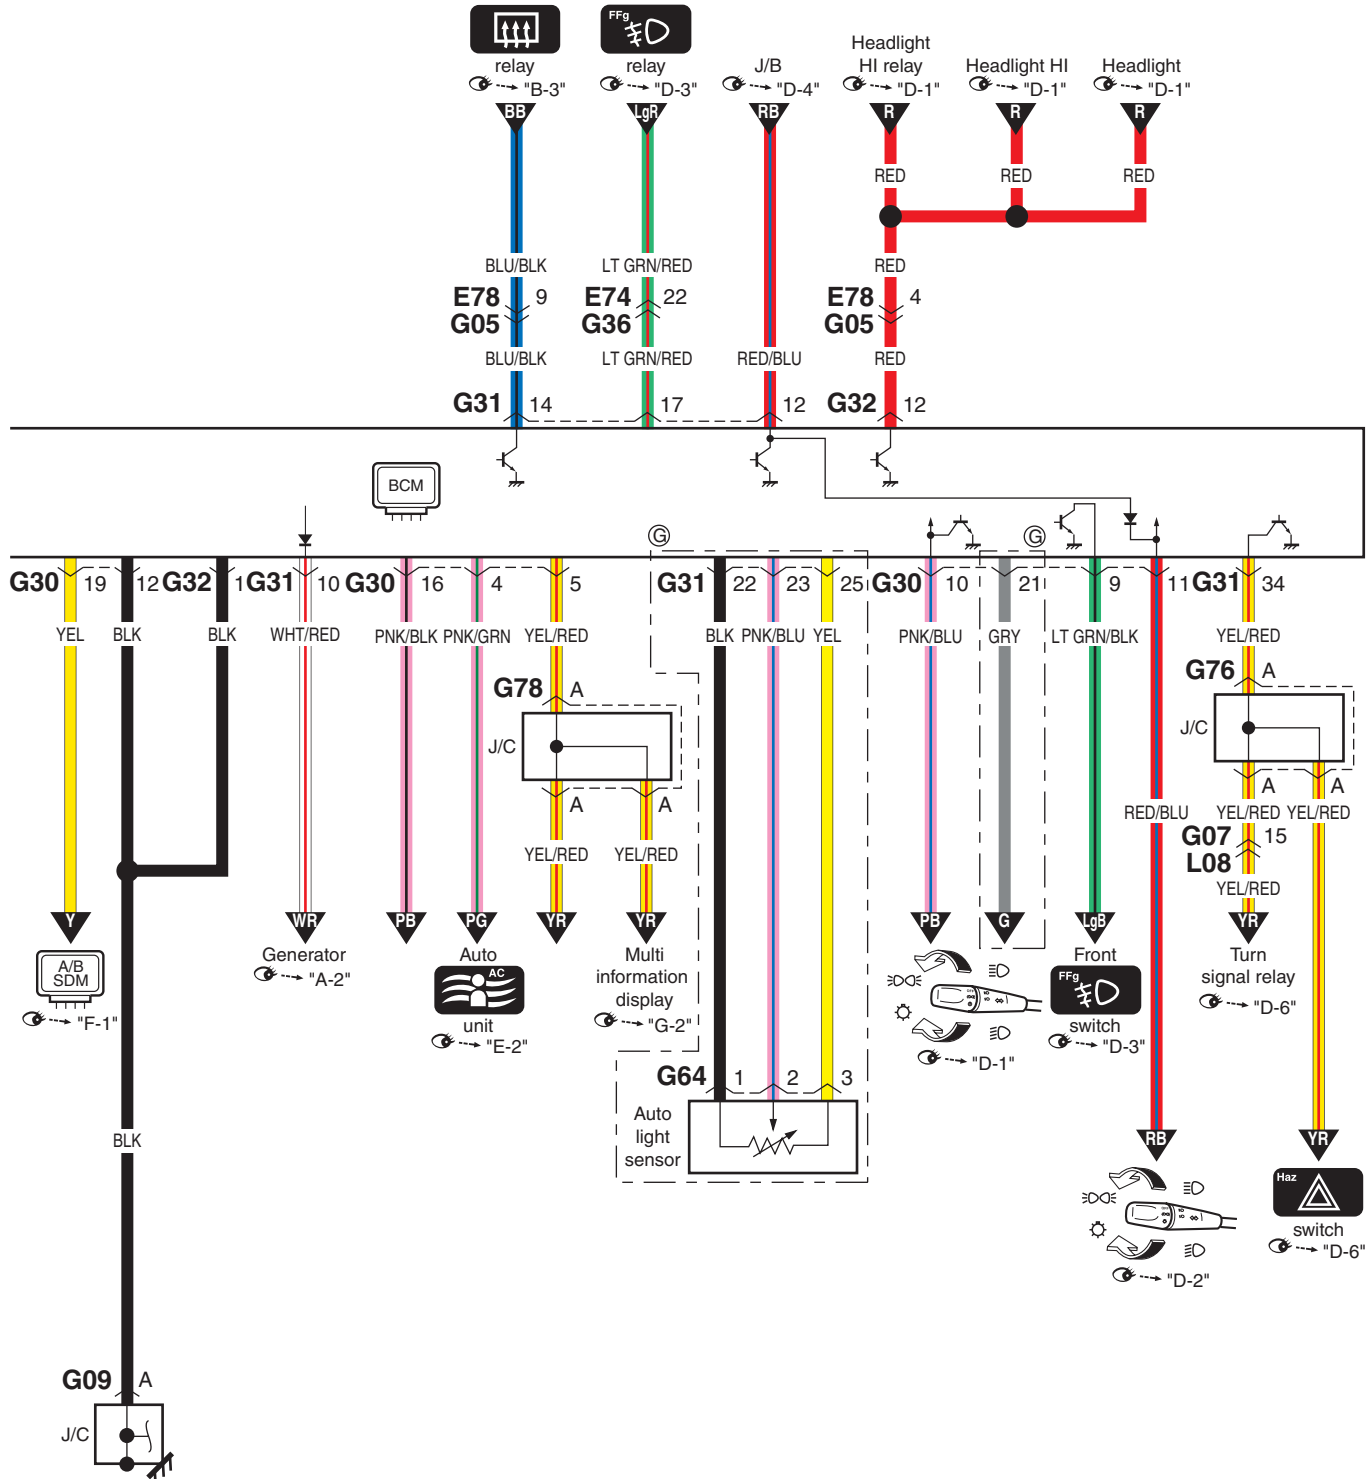 FFg
relay
relay
J/B
Headlight
HI relay
Headlight HI
Headlight
"B-3"
"D-3"
"D-4"
"D-1"
"D-1"
"D-1"
BB
LgR
RB
R
R
R
RED
RED
RED
BLU/BLK
LT GRN/RED
RED
E78
9
G05
E74
22
G36
E78
4
G05
BLU/BLK
LT GRN/RED
RED/BLU
RED
G31
14
17
12
G32
12
BCM
G
G
G30
19
12
G32
1
G31
10
G30
16
4
5
G31
22
23
25
G30
10
21
9
11
G31
34
YEL
BLK
BLK
WHT/RED
PNK/BLK
PNK/GRN
YEL/RED
BLK
PNK/BLU
YEL
PNK/BLU
GRY
LT GRN/BLK
YEL/RED
G78
A
J/C
A
A
G76
A
J/C
A
A
RED/BLU
YEL/RED
YEL/RED
G07
15
L08
YEL/RED
YEL/RED
YEL/RED
Y
WR
PB
PG
YR
YR
PB
G
LgB
YR
A/B
SDM
"F-1"
Generator
"A-2"
Auto
AC
unit
"E-2"
Multi
information
display
"G-2"
"D-1"
Front
FFg
switch
"D-3"
Turn
signal relay
"D-6"
G64
1
2
3
Auto
light
sensor
BLK
RB
YR
"D-2"
Haz
switch
"D-6"
G09
A
J/C